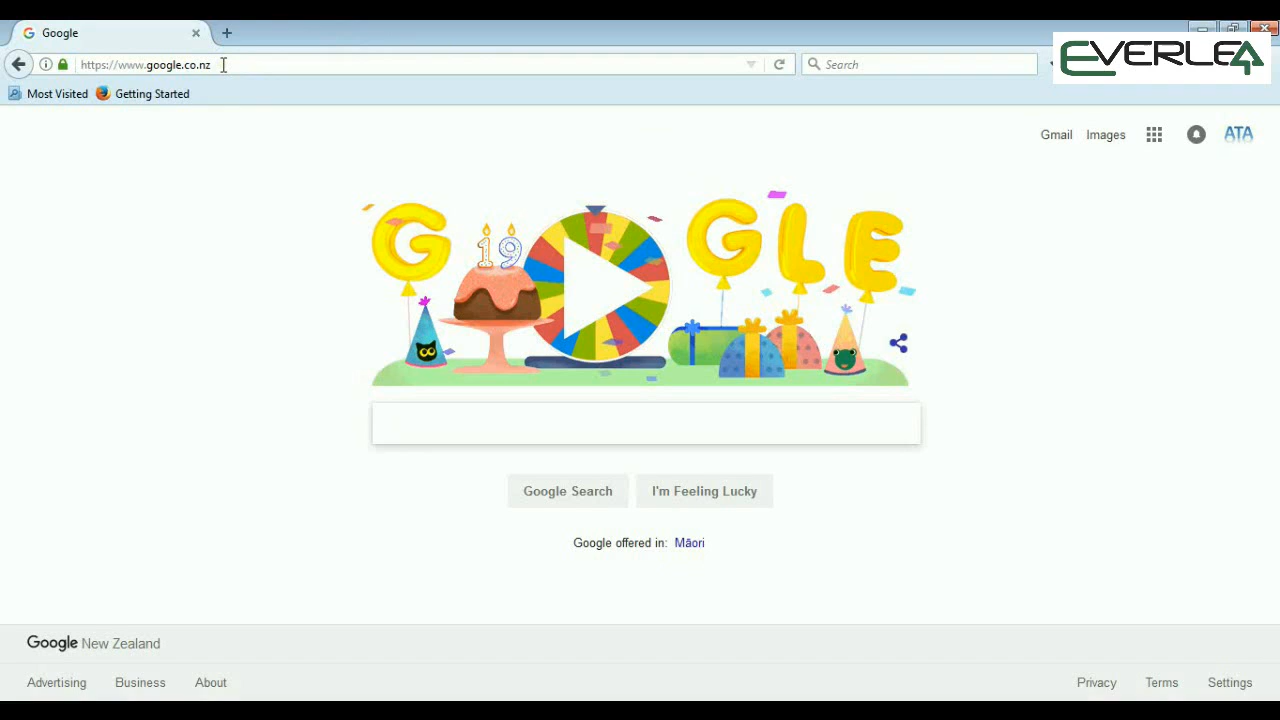 Google
https://www.google.co.nz
Search
EVERLEA
Most Visited
Getting Started
Gmail
Images
ATA
G 19 GLE
Google Search
I'm Feeling Lucky
Google offered in: Māori
Google New Zealand
Advertising
Business
About
Privacy
Terms
Settings